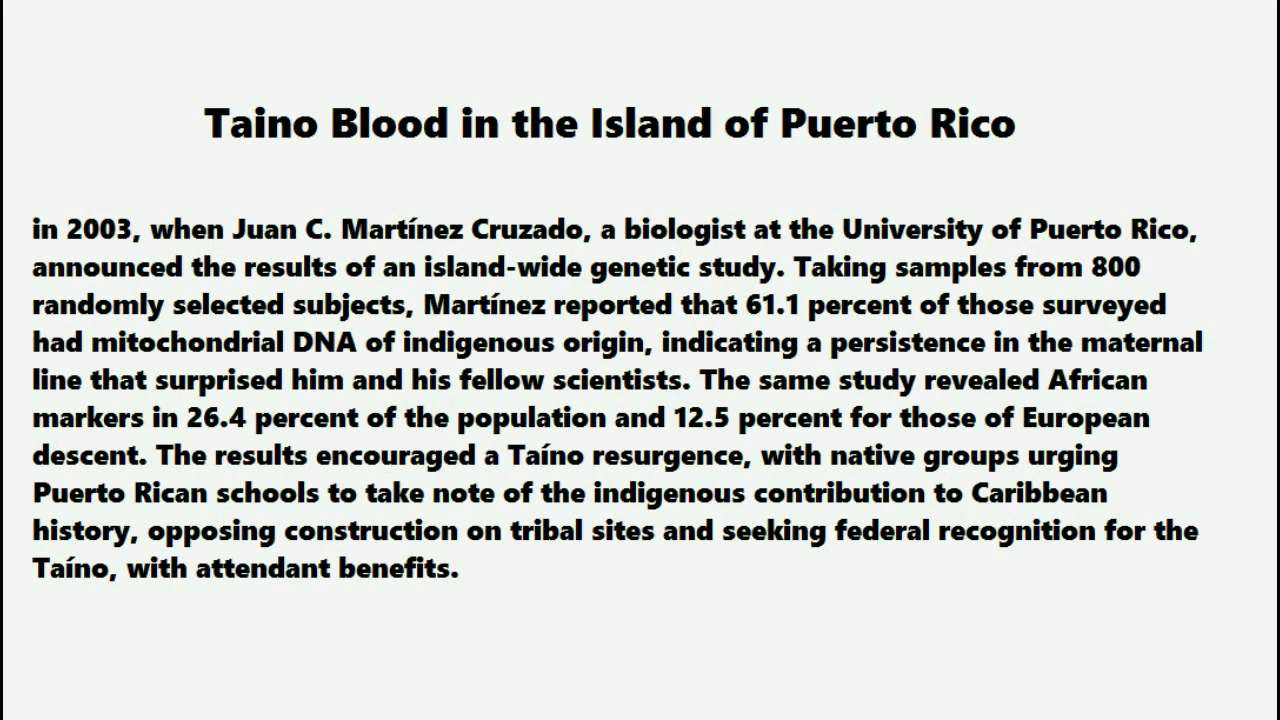 Taino Blood in the Island of Puerto Rico
in 2003, when Juan C. Martínez Cruzado, a biologist at the University of Puerto Rico,
announced the results of an island-wide genetic study. Taking samples from 800
randomly selected subjects, Martínez reported that 61.1 percent of those surveyed
had mitochondrial DNA of indigenous origin, indicating a persistence in the maternal
line that surprised him and his fellow scientists. The same study revealed African
markers in 26.4 percent of the population and 12.5 percent for those of European
descent. The results encouraged a Taíno resurgence, with native groups urging
Puerto Rican schools to take note of the indigenous contribution to Caribbean
history, opposing construction on tribal sites and seeking federal recognition for the
Taíno, with attendant benefits.